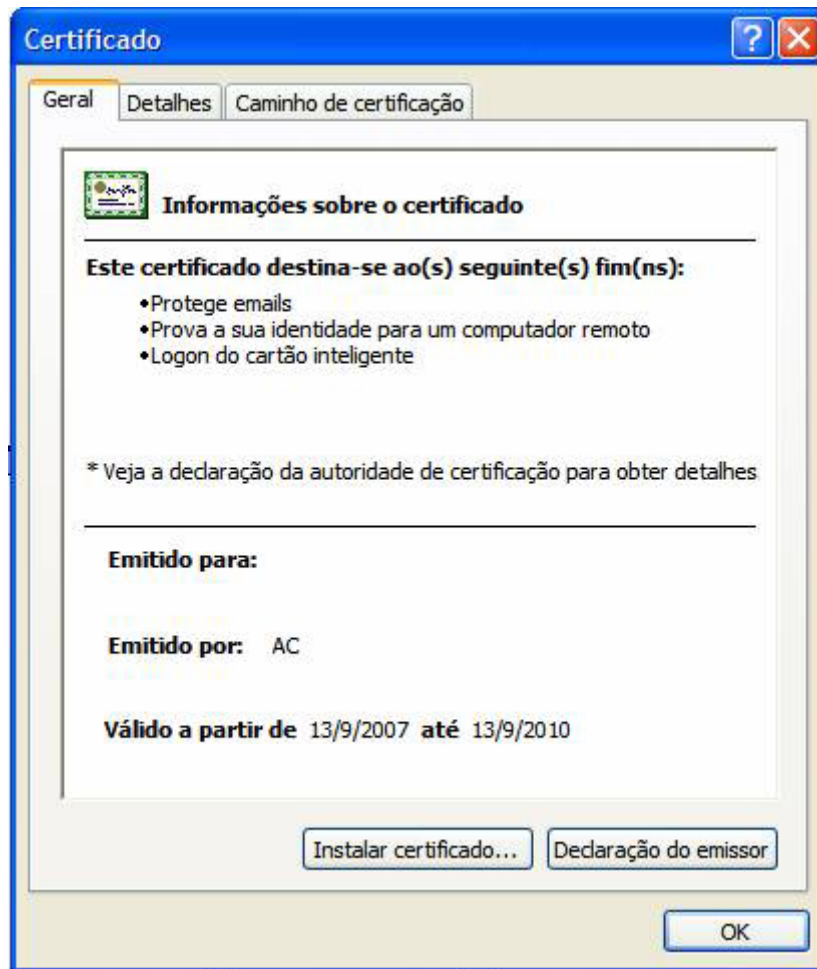 Certificado
Geral Detalhes Caminho de certificação
Informações sobre o certificado
Este certificado destina-se ao(s) seguinte(s) fim(ns):
•Protege emails
•Prova a sua identidade para um computador remoto
•Logon do cartão inteligente
* Veja a declaração da autoridade de certificação para obter detalhes
Emitido para:
Emitido por: AC
Válido a partir de 13/9/2007 até 13/9/2010
Instalar certificado... Declaração do emissor
OK